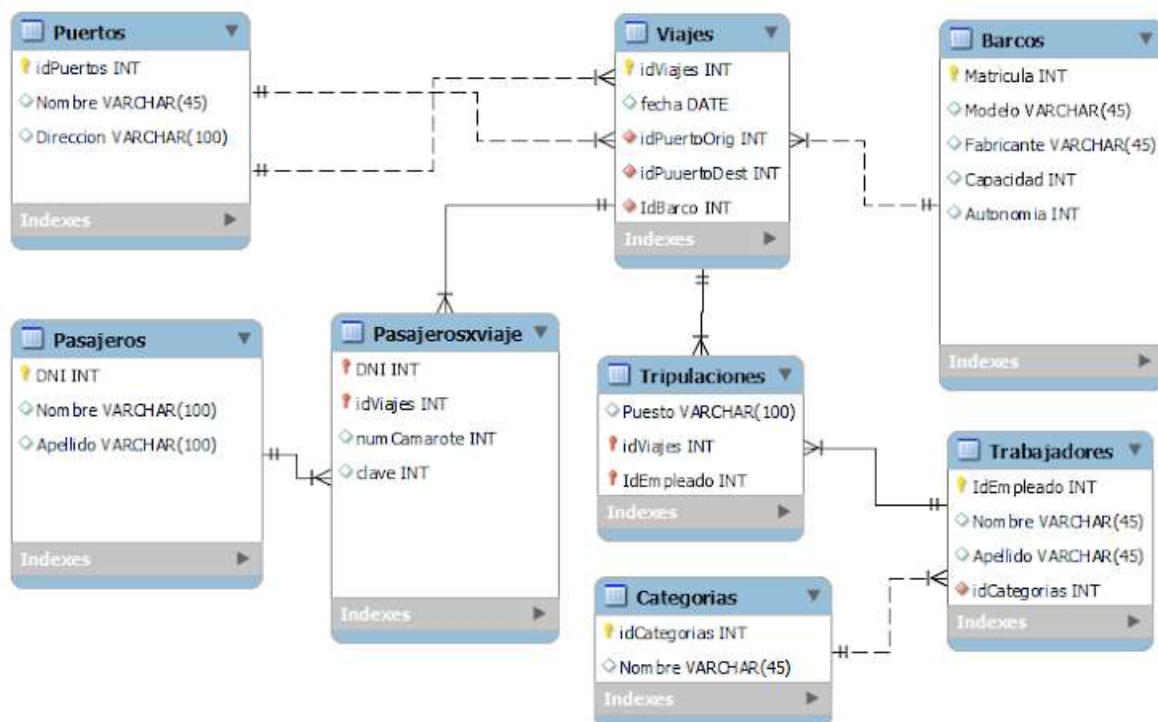 Puertos
idPuertos INT
Nombre VARCHAR(45)
Direccion VARCHAR(100)
Indexes
Viajes
idViajes INT
fecha DATE
idPuertoOrig INT
idPuuertoDest INT
IdBarco INT
Indexes
Barcos
Matricula INT
Modelo VARCHAR(45)
Fabricante VARCHAR(45)
Capacidad INT
Autonomia INT
Indexes
Pasajeros
DNI INT
Nombre VARCHAR(100)
Apellido VARCHAR(100)
Indexes
Pasajerosxviaje
DNI INT
idViajes INT
numCamarote INT
clave INT
Indexes
Tripulaciones
Puesto VARCHAR(100)
idViajes INT
IdEmpleado INT
Indexes
Trabajadores
IdEmpleado INT
Nombre VARCHAR(45)
Apellido VARCHAR(45)
idCategorias INT
Indexes
Categorias
idCategorias INT
Nombre VARCHAR(45)
Indexes